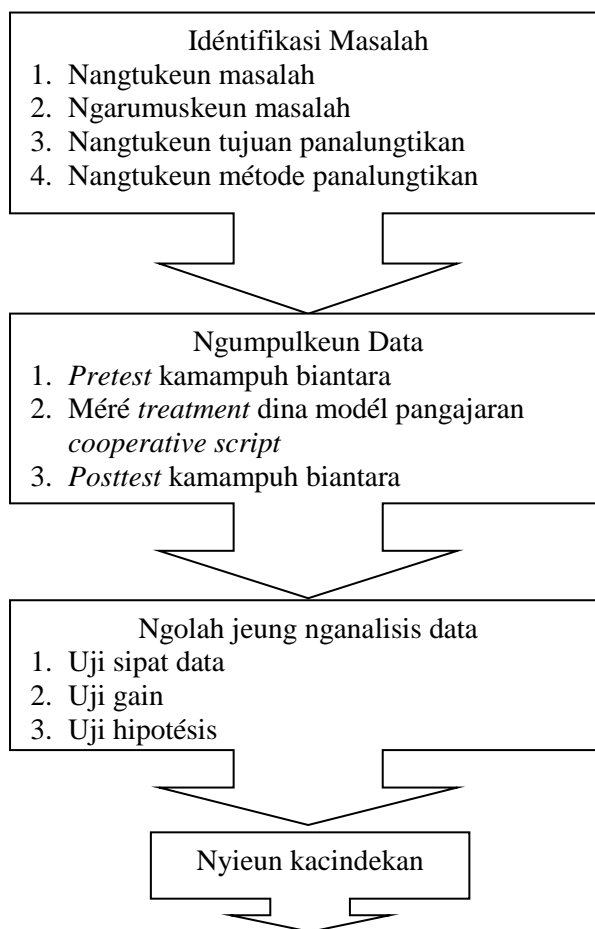 Idéntifikasi Masalah
1. Nangtukeun masalah
2. Ngarumuskeun masalah
3. Nangtukeun tujuan panalungtikan
4. Nangtukeun métode panalungtikan
Ngumpulkeun Data
1. Pretest kamampuh biantara
2. Méré treatment dina modél pangajaran
cooperative script
3. Posttest kamampuh biantara
Ngolah jeung nganalisis data
1. Uji sipat data
2. Uji gain
3. Uji hipotésis
Nyieun kacindekan